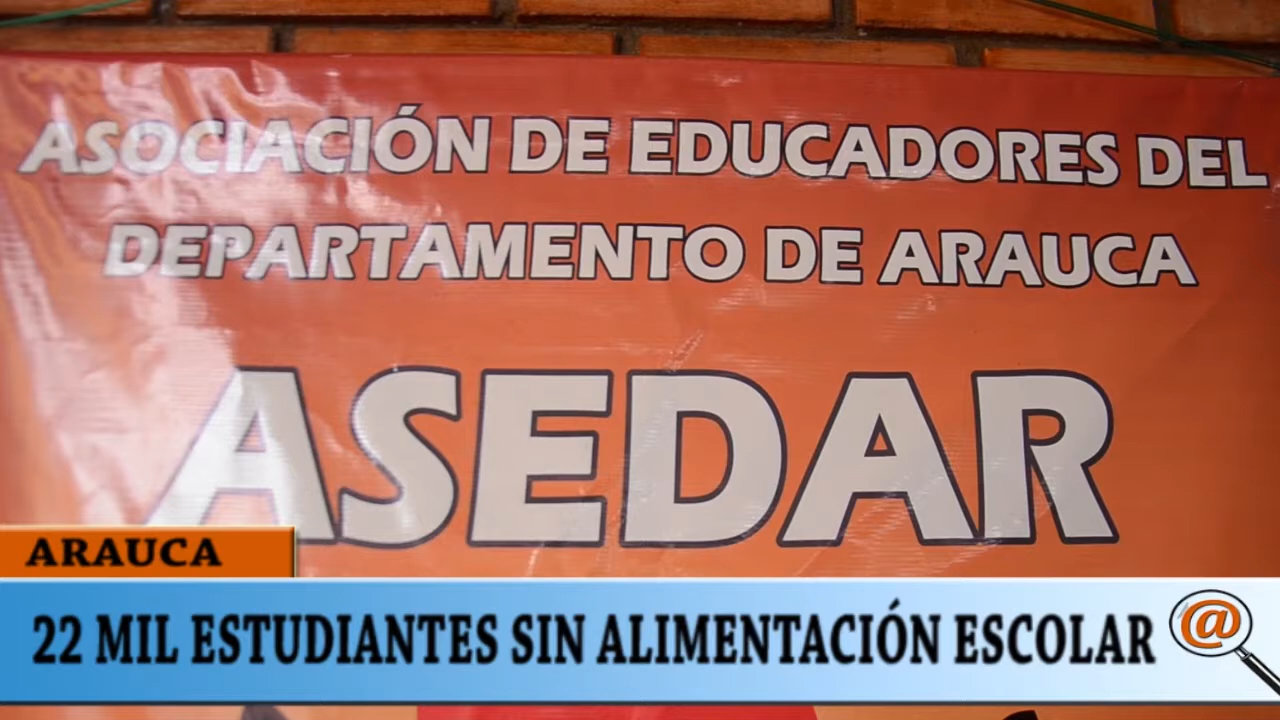 ASOCIACIÓN DE EDUCADORES DEL
DEPARTAMENTO DE ARAUCA
ASEDAR
ARAUCA
22 MIL ESTUDIANTES SIN ALIMENTACIÓN ESCOLAR
@